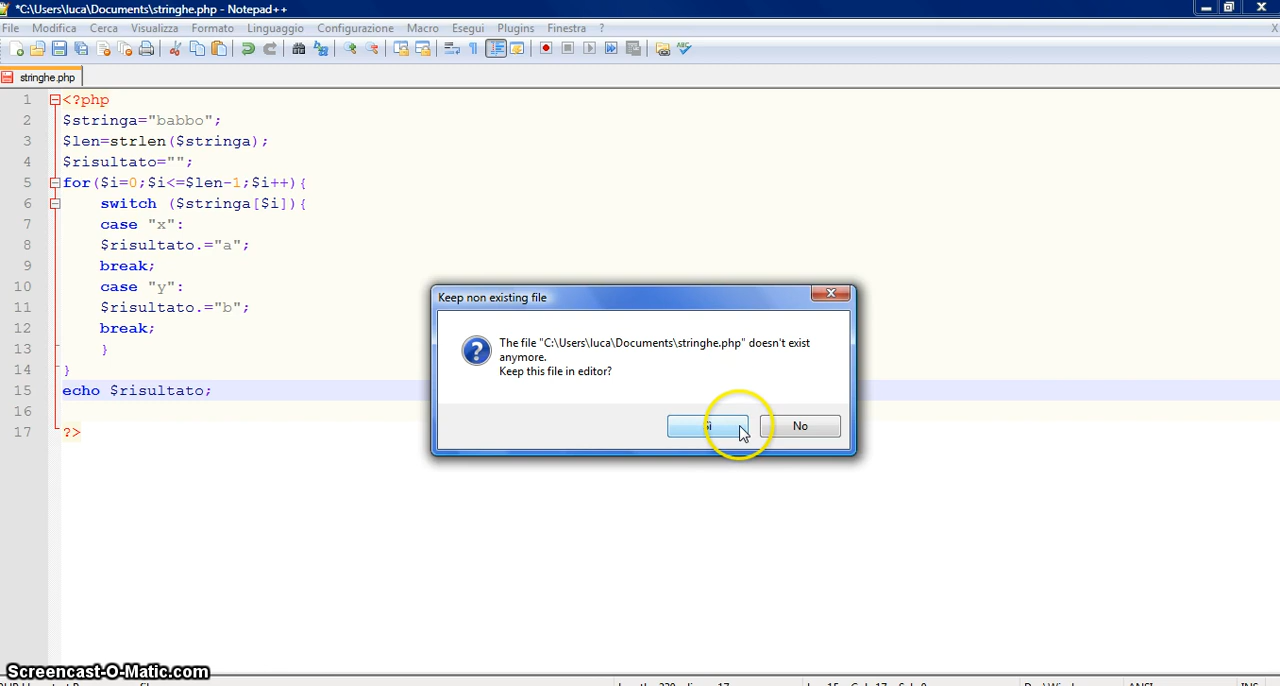 *C:\Users\luca\Documents\stringhe.php - Notepad++
File Modifica Cerca Visualizza Formato Linguaggio Configurazione Macro Esegui Plugins Finestra ? X
stringhe.php
1 <?php
2 $stringa="babbo";
3 $len=strlen($stringa);
4 $risultato="";
5 for($i=0;$i<=$len-1;$i++){
6 switch ($stringa[$i]){
7 case "x":
8 $risultato.="a";
9 break;
10 case "y":
11 $risultato.="b";
12 break;
13 }
14 }
15 echo $risultato;
16
17 ?>
Keep non existing file
The file "C:\Users\luca\Documents\stringhe.php" doesn't exist
anymore.
Keep this file in editor?
Sì No
Screencast-O-Matic.com